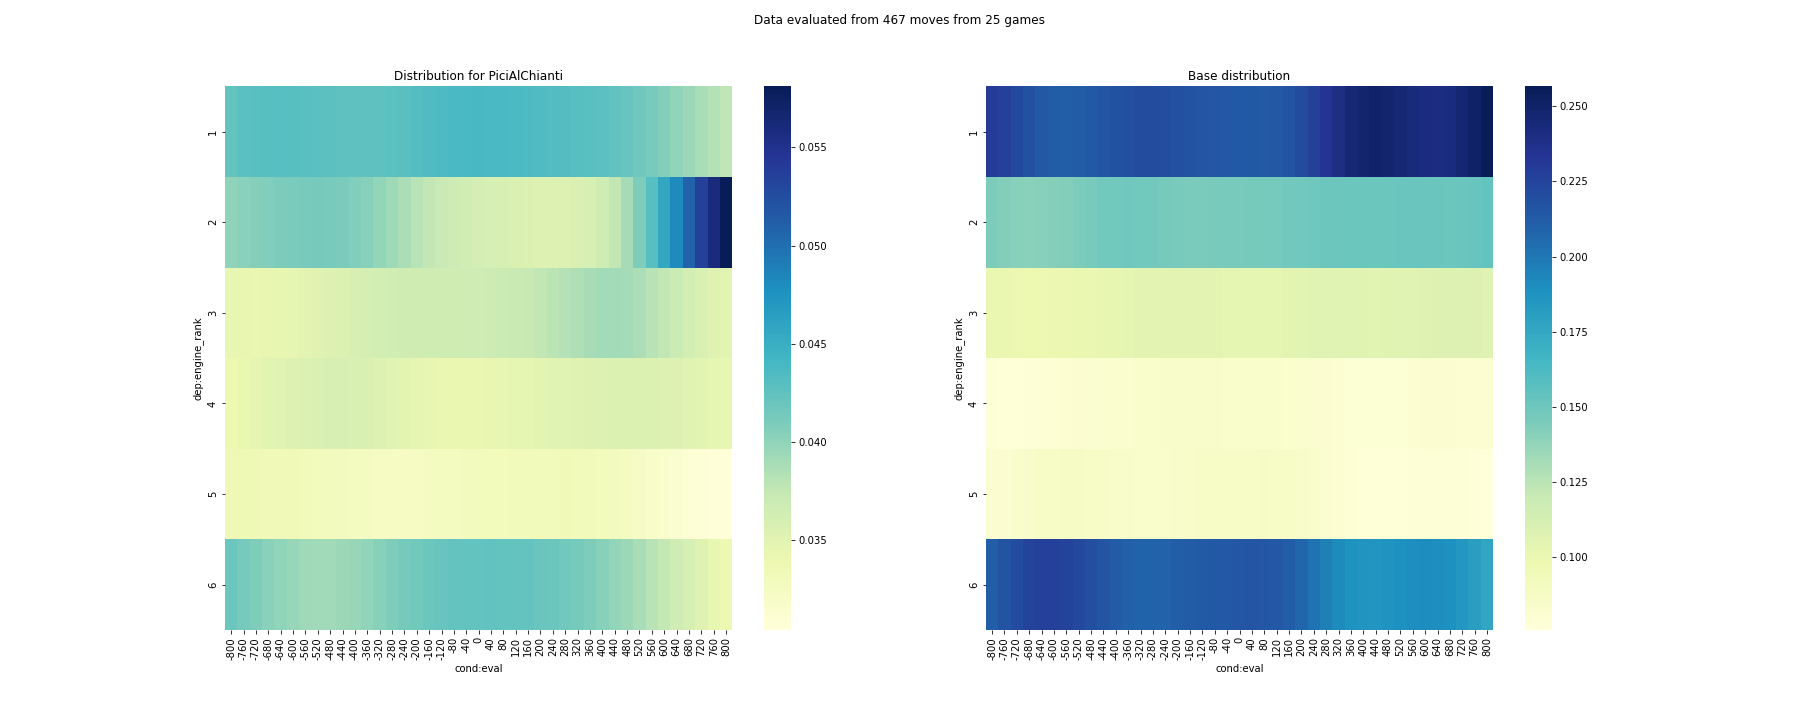 Data evaluated from 467 moves from 25 games
Distribution for PiciAlChianti
dep:engine_rank
1
2
3
4
5
6
-800 -760 -720 -680 -640 -600 -560 -520 -480 -440 -400 -360 -320 -280 -240 -200 -160 -120 -80 -40 0 40 80 120 160 200 240 280 320 360 400 440 480 520 560 600 640 680 720 760 800
cond:eval
0.055
0.050
0.045
0.040
0.035
Base distribution
dep:engine_rank
1
2
3
4
5
6
-800 -760 -720 -680 -640 -600 -560 -520 -480 -440 -400 -360 -320 -280 -240 -200 -160 -120 -80 -40 0 40 80 120 160 200 240 280 320 360 400 440 480 520 560 600 640 680 720 760 800
cond:eval
0.250
0.225
0.200
0.175
0.150
0.125
0.100